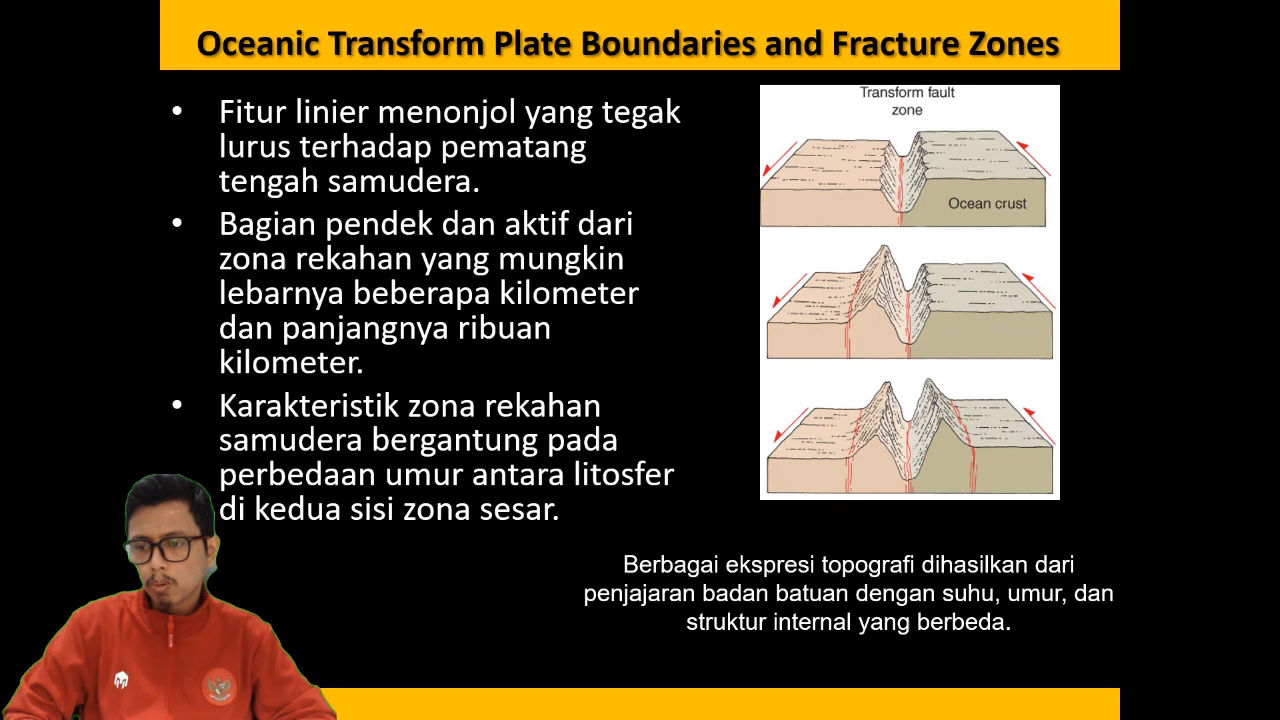 Oceanic Transform Plate Boundaries and Fracture Zones
• Fitur linier menonjol yang tegak
lurus terhadap pematang
tengah samudera.
• Bagian pendek dan aktif dari
zona rekahan yang mungkin
lebarnya beberapa kilometer
dan panjangnya ribuan
kilometer.
• Karakteristik zona rekahan
samudera bergantung pada
perbedaan umur antara litosfer
di kedua sisi zona sesar.
Transform fault
zone
Ocean crust
Berbagai ekspresi topografi dihasilkan dari
penjajaran badan batuan dengan suhu, umur, dan
struktur internal yang berbeda.